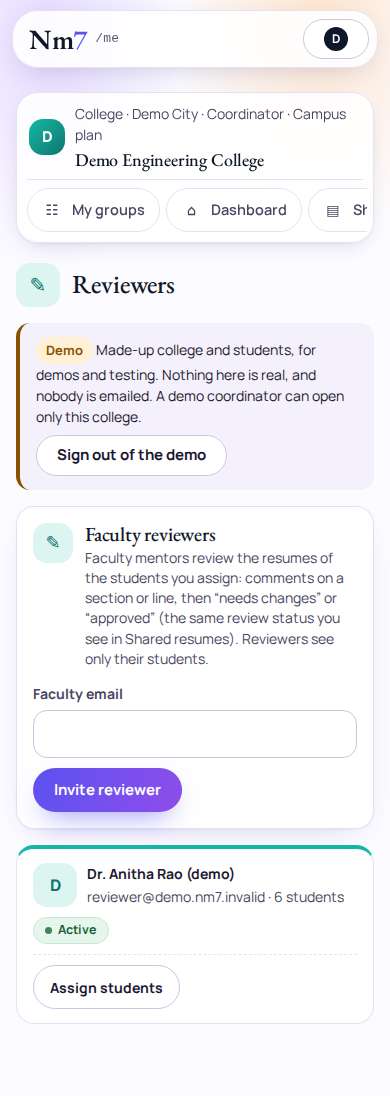 Nm7 /me
D
College · Demo City · Coordinator · Campus
plan
D
Demo Engineering College
My groups
Dashboard
Sh
Reviewers
Demo Made-up college and students, for
demos and testing. Nothing here is real, and
nobody is emailed. A demo coordinator can open
only this college.
Sign out of the demo
Faculty reviewers
Faculty mentors review the resumes of
the students you assign: comments on a
section or line, then “needs changes” or
“approved” (the same review status you
see in Shared resumes). Reviewers see
only their students.
Faculty email
Invite reviewer
D
Dr. Anitha Rao (demo)
reviewer@demo.nm7.invalid · 6 students
Active
Assign students